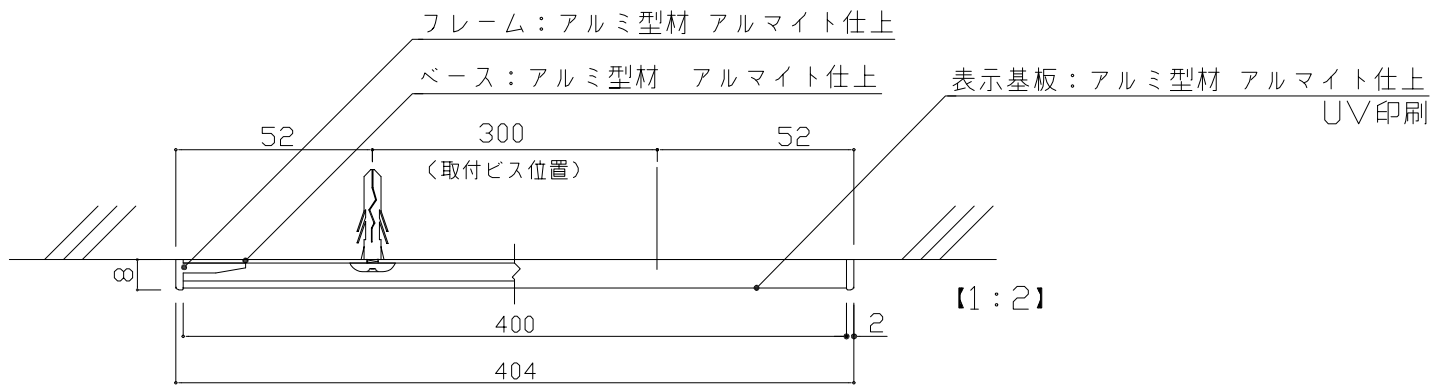 フレーム：アルミ型材 アルマイト仕上
ベース：アルミ型材　アルマイト仕上
表示基板：アルミ型材 アルマイト仕上
UV印刷
52
300
52
（取付ビス位置）
8
【1：2】
400
2
404